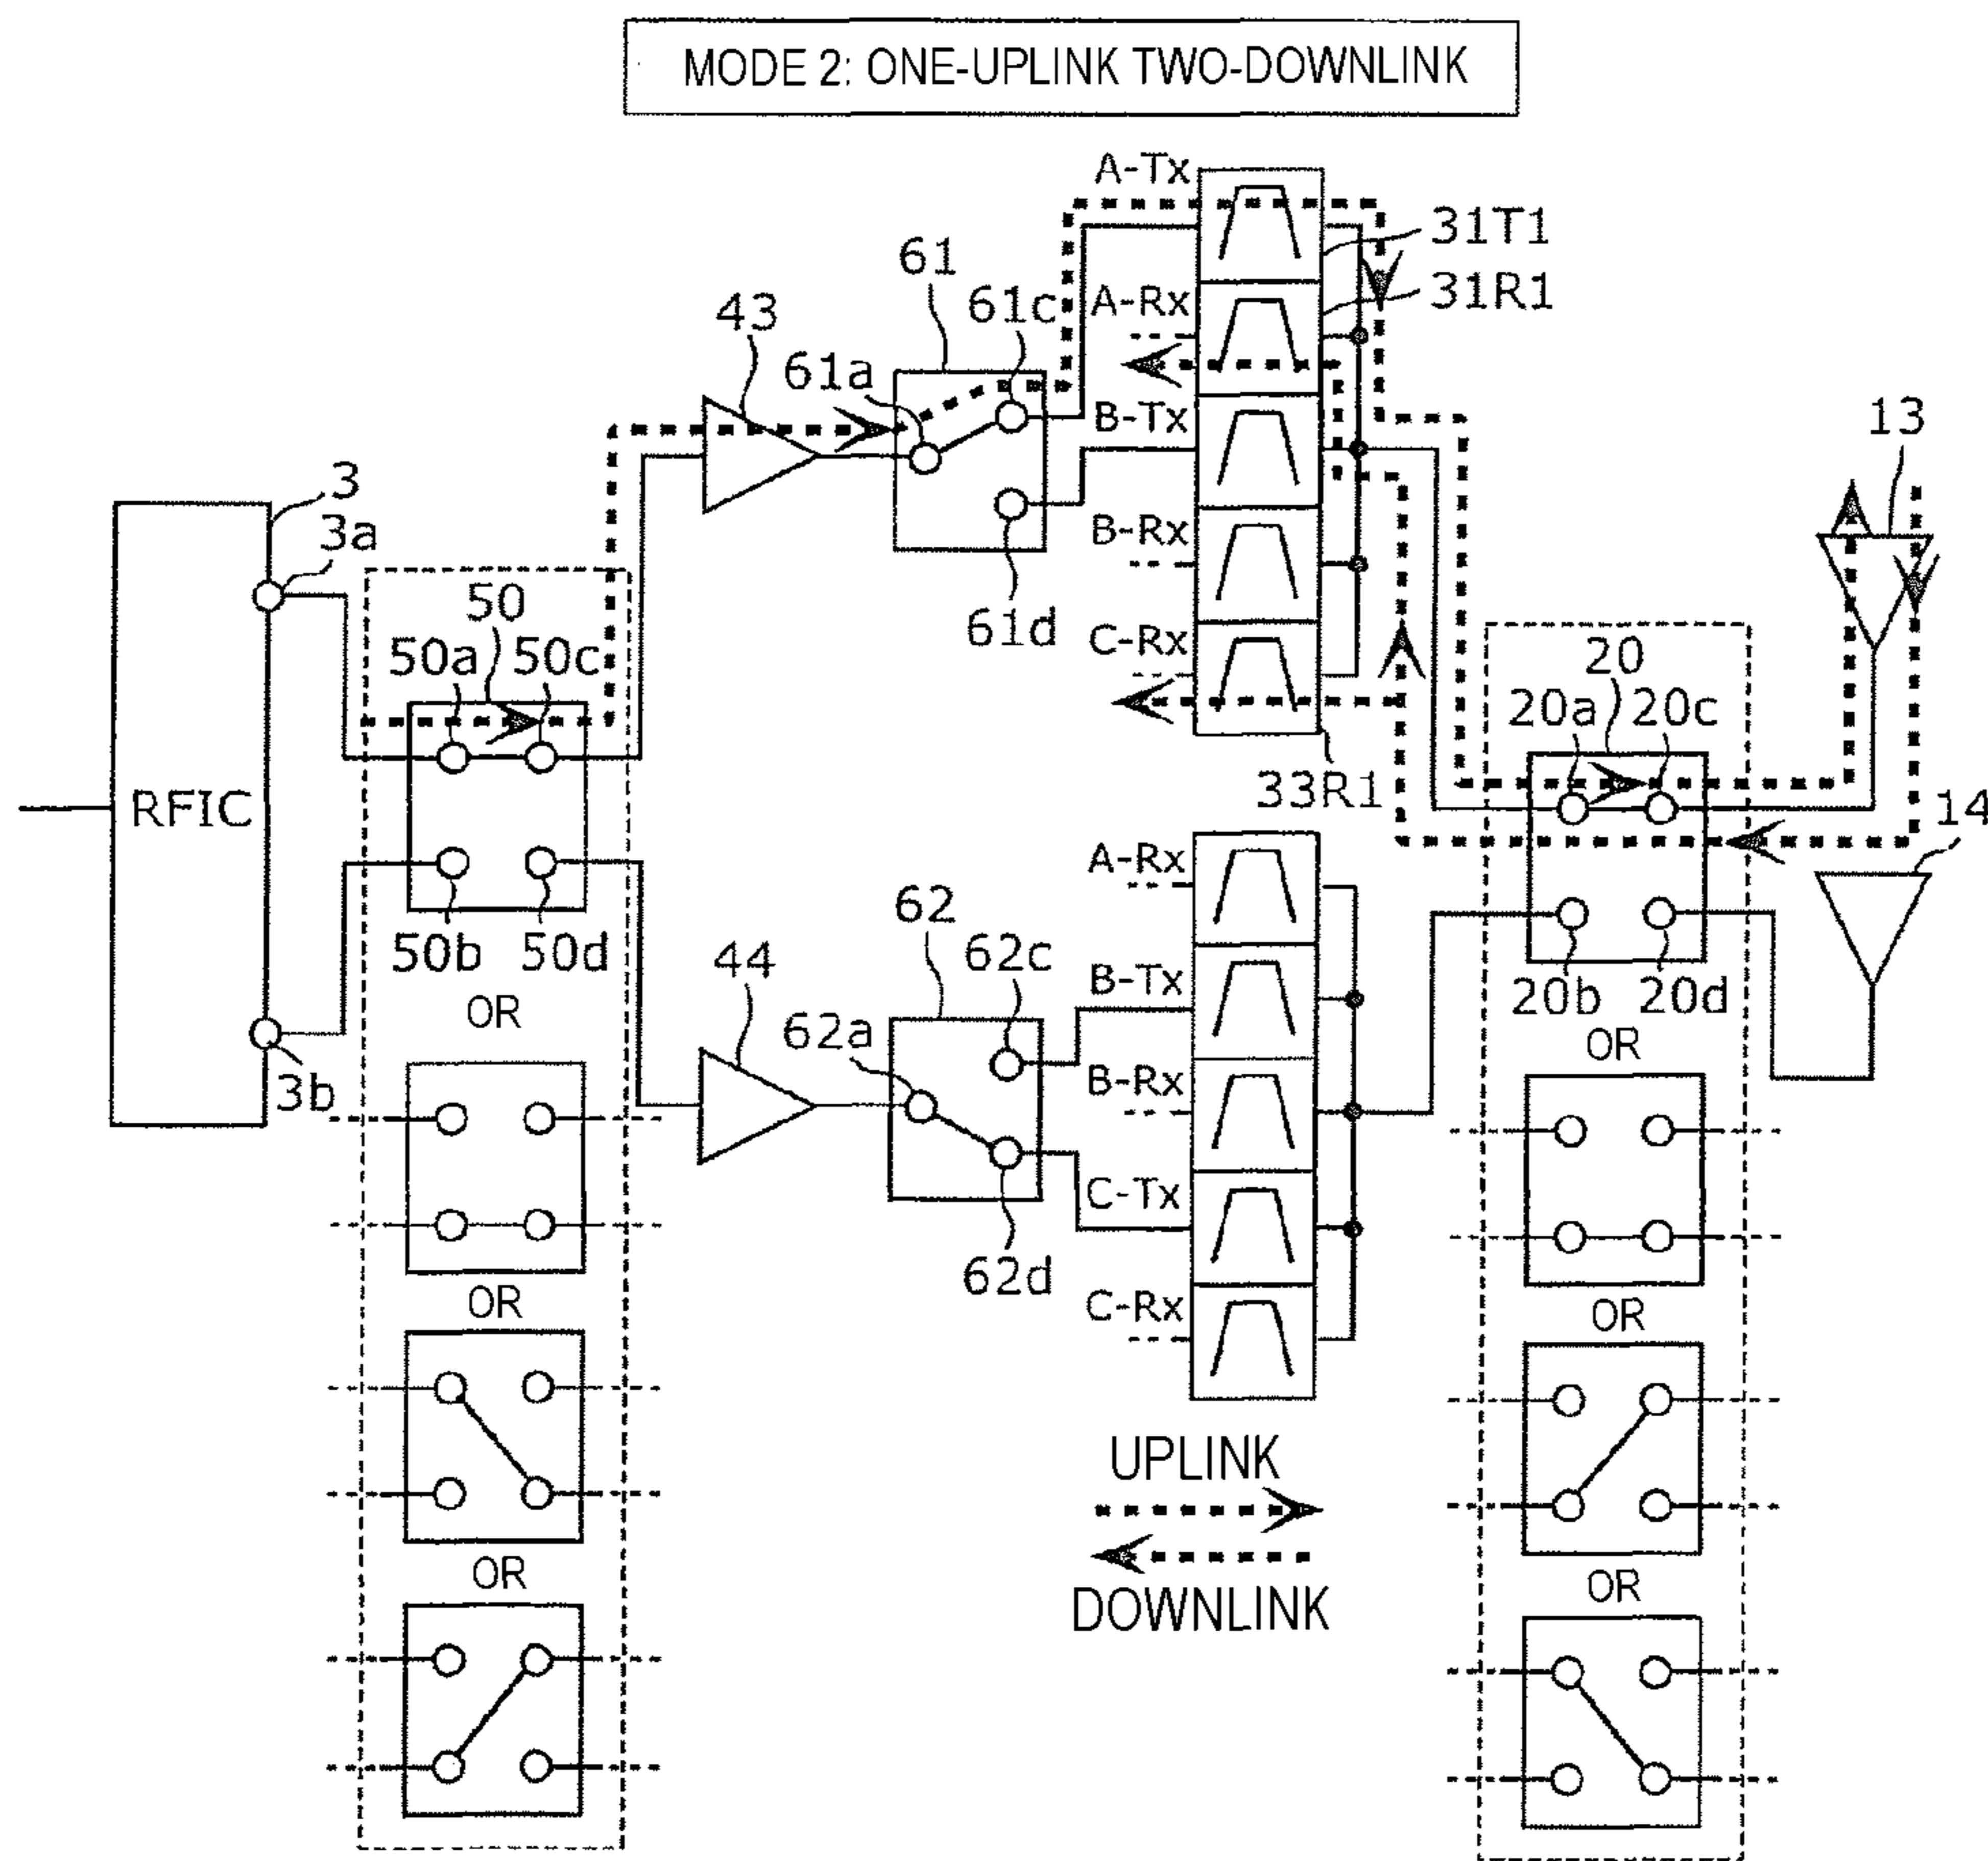 MODE 2: ONE-UPLINK TWO-DOWNLINK
A-Tx
31T1
61
61c
A-Rx
31R1
43
61a
B-Tx
13
3
3a
B-Rx
50
61d
50a 50c
C-Rx
20
20a 20c
RFIC
33R1
14
A-Rx
50b 50d
62
62c
44
B-Tx
20b 20d
OR
62a
OR
3b
B-Rx
C-Tx
62d
OR
C-Rx
OR
UPLINK
OR
DOWNLINK
OR